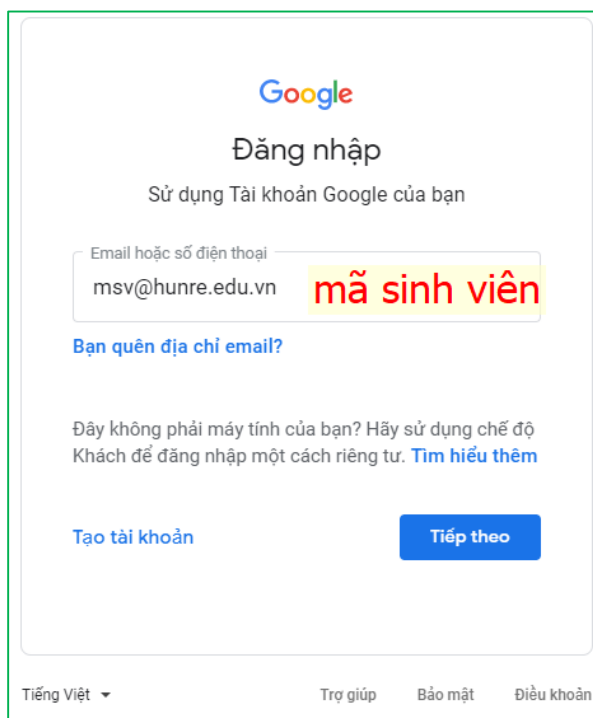 Google
Đăng nhập
Sử dụng Tài khoản Google của bạn
Email hoặc số điện thoại
msv@hunre.edu.vn mã sinh viên
Bạn quên địa chỉ email?
Đây không phải máy tính của bạn? Hãy sử dụng chế độ
Khách để đăng nhập một cách riêng tư. Tìm hiểu thêm
Tạo tài khoản Tiếp theo
Tiếng Việt Trợ giúp Bảo mật Điều khoản